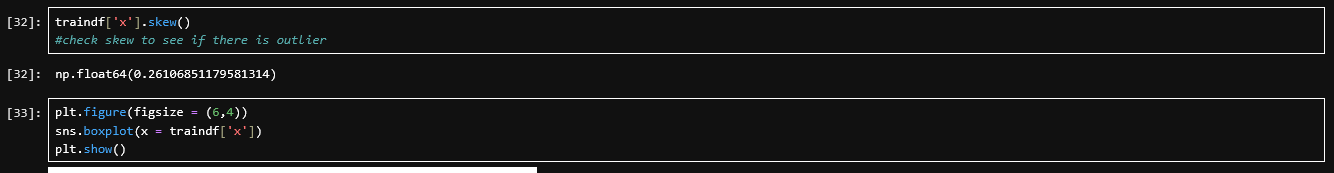 [32]: traindf['x'].skew()
#check skew to see if there is outlier
[32]: np.float64(0.26106851179581314)
[33]: plt.figure(figsize = (6,4))
sns.boxplot(x = traindf['x'])
plt.show()